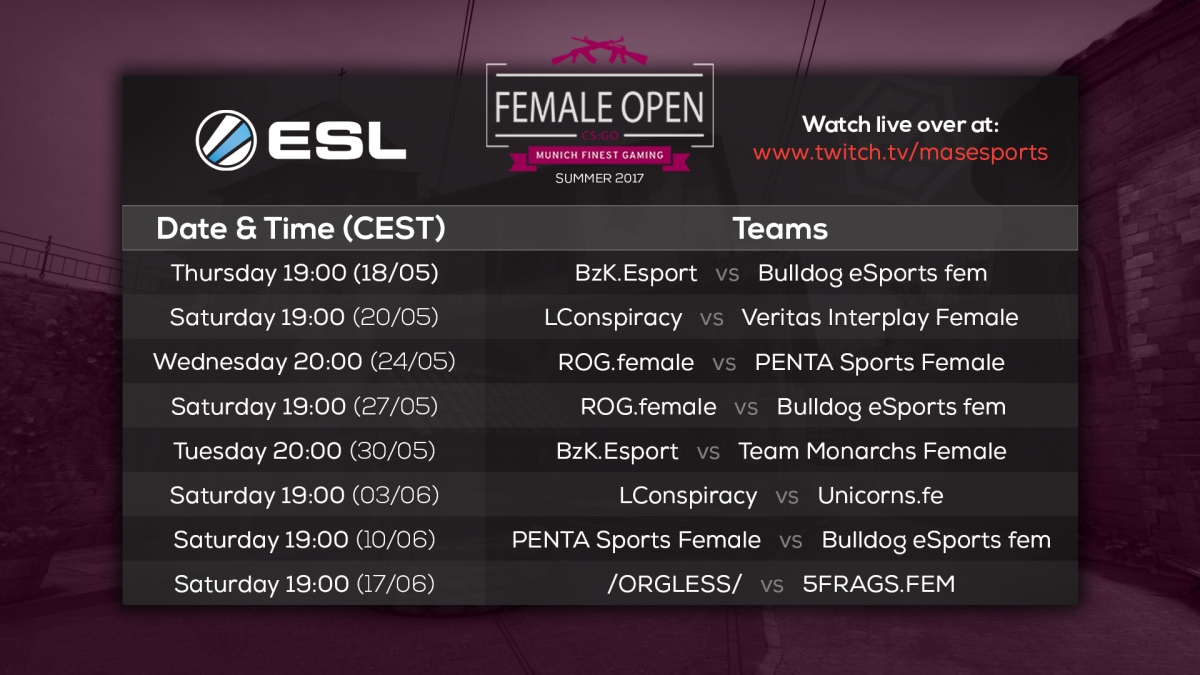 ESL
FEMALE OPEN
CS:GO
MUNICH FINEST GAMING
SUMMER 2017
Watch live over at:
www.twitch.tv/masesports
Date & Time (CEST) Teams
Thursday 19:00 (18/05) BzK.Esport vs Bulldog eSports fem
Saturday 19:00 (20/05) LConspiracy vs Veritas Interplay Female
Wednesday 20:00 (24/05) ROG.female vs PENTA Sports Female
Saturday 19:00 (27/05) ROG.female vs Bulldog eSports fem
Tuesday 20:00 (30/05) BzK.Esport vs Team Monarchs Female
Saturday 19:00 (03/06) LConspiracy vs Unicorns.fe
Saturday 19:00 (10/06) PENTA Sports Female vs Bulldog eSports fem
Saturday 19:00 (17/06) /ORGLESS/ vs 5FRAGS.FEM